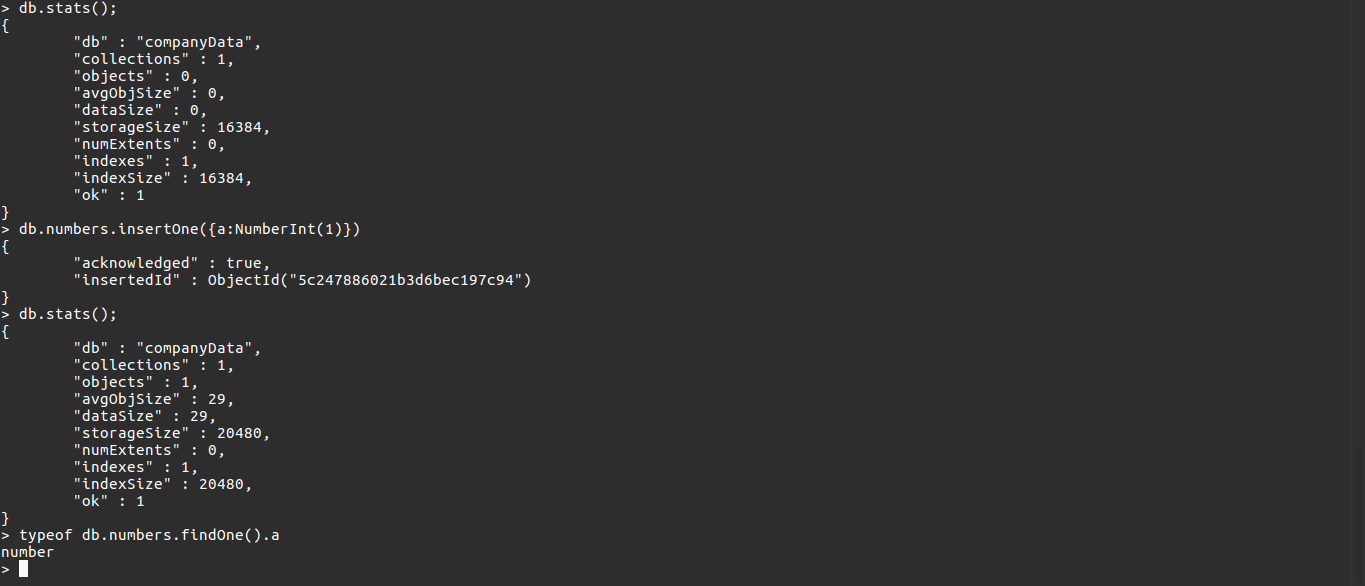 > db.stats();
{
        "db" : "companyData",
        "collections" : 1,
        "objects" : 0,
        "avgObjSize" : 0,
        "dataSize" : 0,
        "storageSize" : 16384,
        "numExtents" : 0,
        "indexes" : 1,
        "indexSize" : 16384,
        "ok" : 1
}
> db.numbers.insertOne({a:NumberInt(1)})
{
        "acknowledged" : true,
        "insertedId" : ObjectId("5c247886021b3d6bec197c94")
}
> db.stats();
{
        "db" : "companyData",
        "collections" : 1,
        "objects" : 1,
        "avgObjSize" : 29,
        "dataSize" : 29,
        "storageSize" : 20480,
        "numExtents" : 0,
        "indexes" : 1,
        "indexSize" : 20480,
        "ok" : 1
}
> typeof db.numbers.findOne().a
number
>